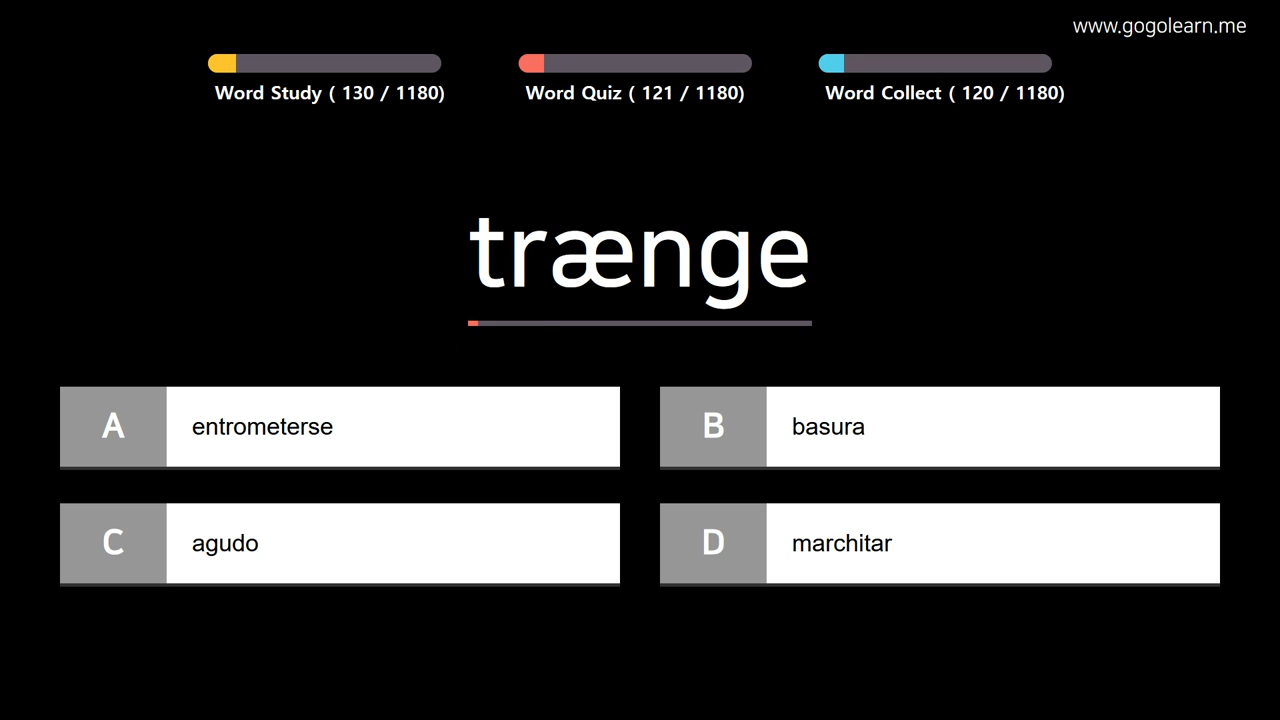 www.gogolearn.me
Word Study ( 130 / 1180)
Word Quiz ( 121 / 1180)
Word Collect ( 120 / 1180)
trænge
A
entrometerse
B
basura
C
agudo
D
marchitar